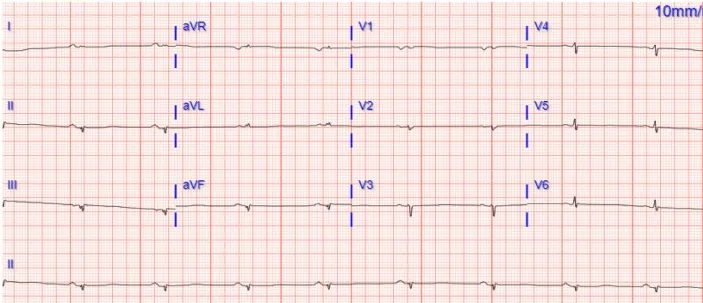 10mm/
I aVR V1 V4
II aVL V2 V5
III aVF V3 V6
II